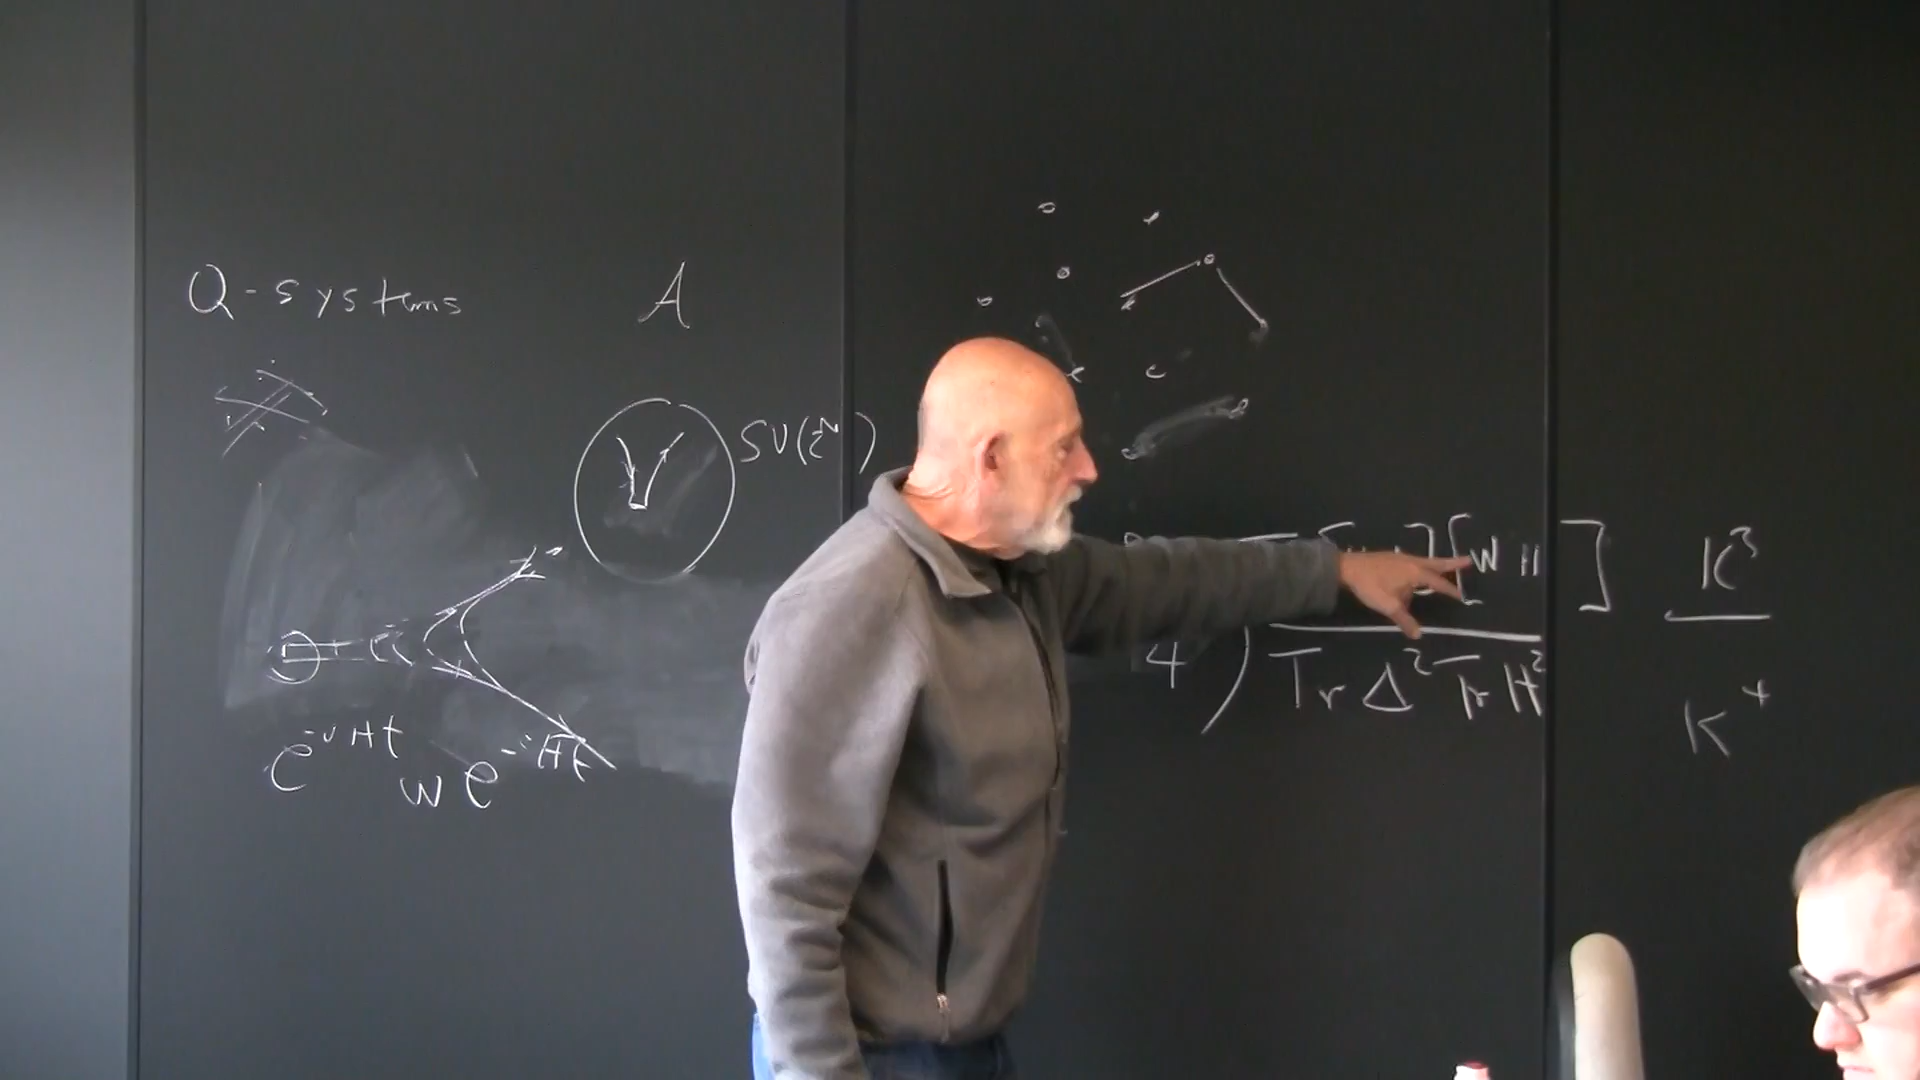 Q-systems
A
SU(2^N)
e^{-iHt} W e^{-iHt}
[W H]
4) Tr Δ² Tr H²
K³
K⁴